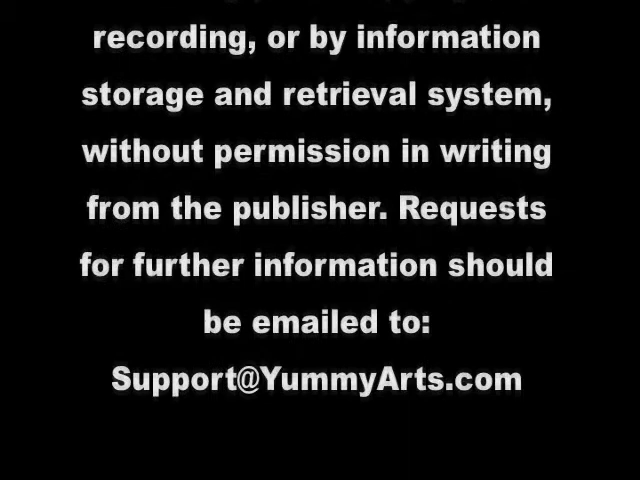 recording, or by information
storage and retrieval system,
without permission in writing
from the publisher. Requests
for further information should
be emailed to:
Support@YummyArts.com